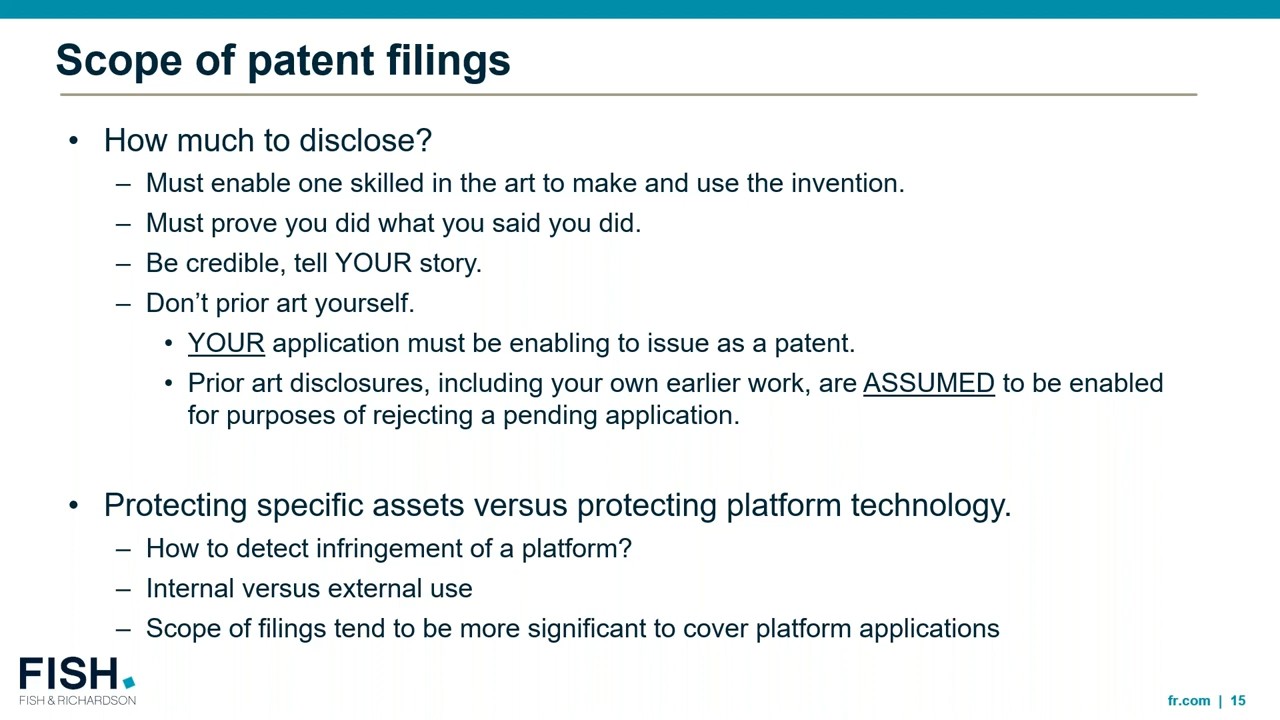 Scope of patent filings
• How much to disclose?
– Must enable one skilled in the art to make and use the invention.
– Must prove you did what you said you did.
– Be credible, tell YOUR story.
– Don’t prior art yourself.
• YOUR application must be enabling to issue as a patent.
• Prior art disclosures, including your own earlier work, are ASSUMED to be enabled
for purposes of rejecting a pending application.
• Protecting specific assets versus protecting platform technology.
– How to detect infringement of a platform?
– Internal versus external use
– Scope of filings tend to be more significant to cover platform applications
FISH.
FISH & RICHARDSON
fr.com | 15